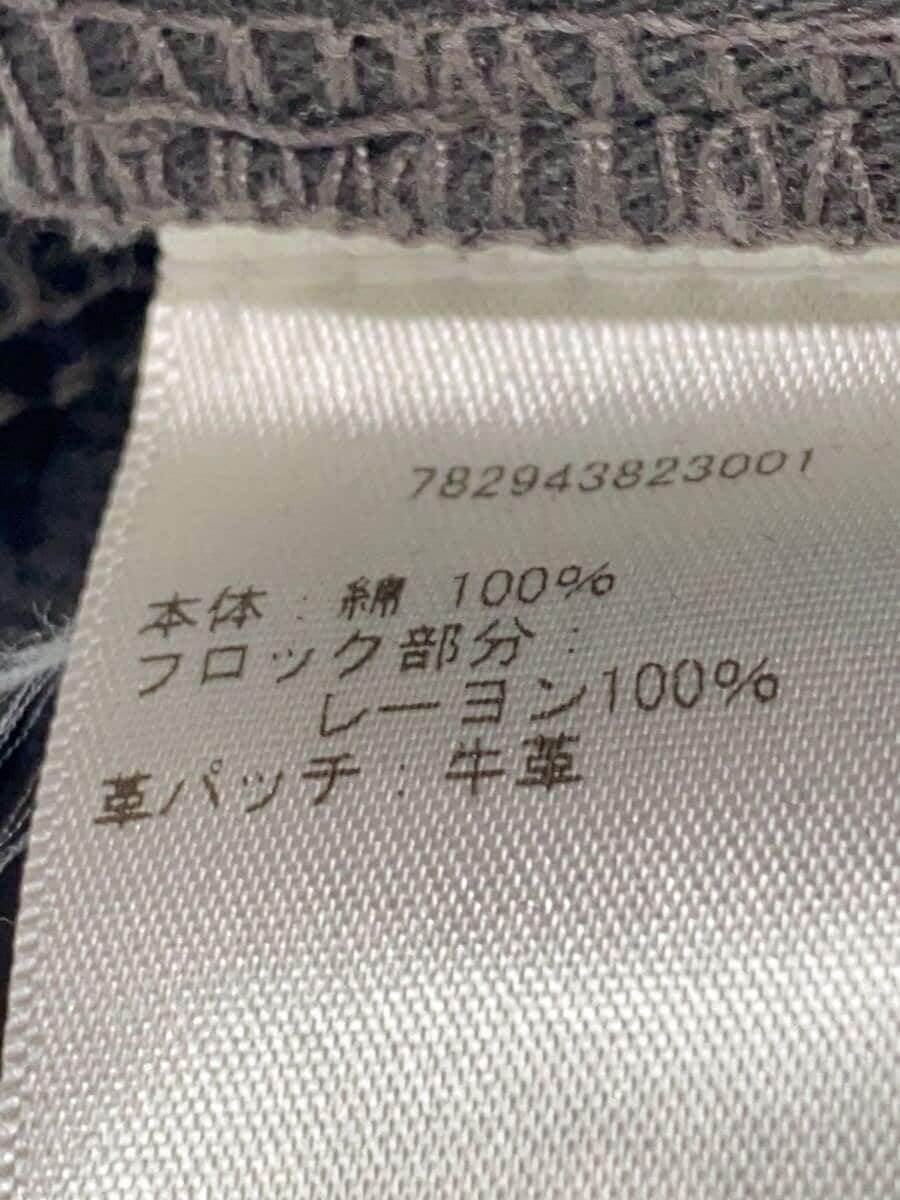 782943823001
本体：綿 100%
フロック部分：
レーヨン100%
革パッチ：牛革